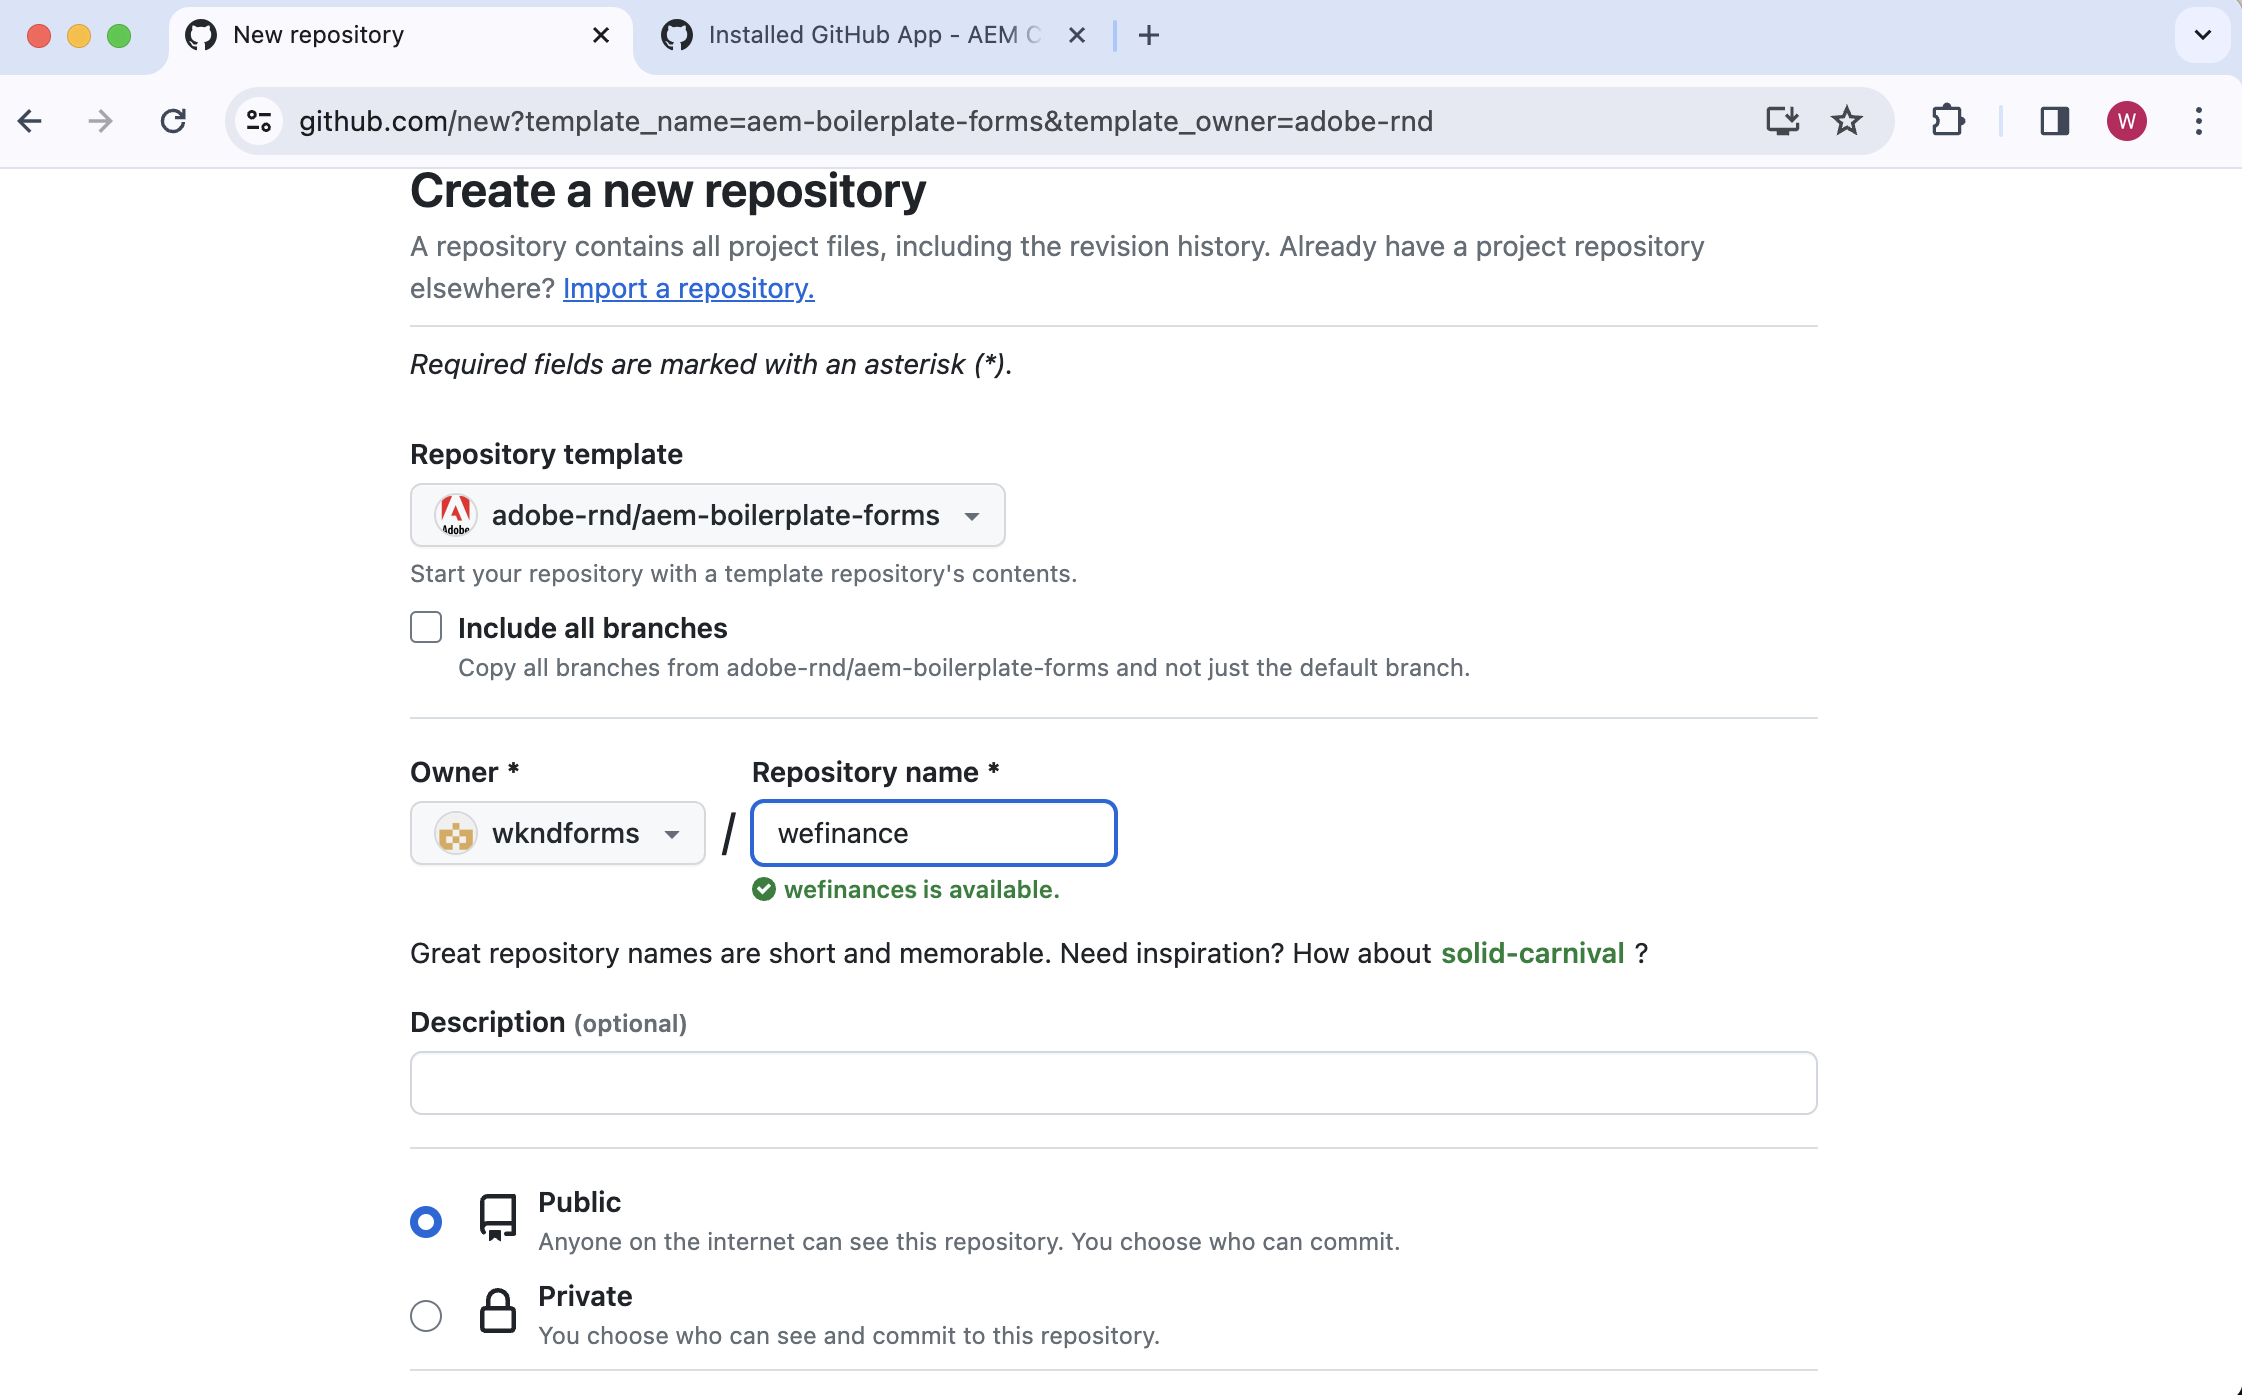 New repository
Installed GitHub App - AEM C
github.com/new?template_name=aem-boilerplate-forms&template_owner=adobe-rnd
W
Create a new repository
A repository contains all project files, including the revision history. Already have a project repository
elsewhere? Import a repository.
Required fields are marked with an asterisk (*).
Repository template
Adobe
adobe-rnd/aem-boilerplate-forms
Start your repository with a template repository's contents.
Include all branches
Copy all branches from adobe-rnd/aem-boilerplate-forms and not just the default branch.
Owner * Repository name *
wkndforms / wefinance
wefinances is available.
Great repository names are short and memorable. Need inspiration? How about solid-carnival ?
Description (optional)
Public
Anyone on the internet can see this repository. You choose who can commit.
Private
You choose who can see and commit to this repository.